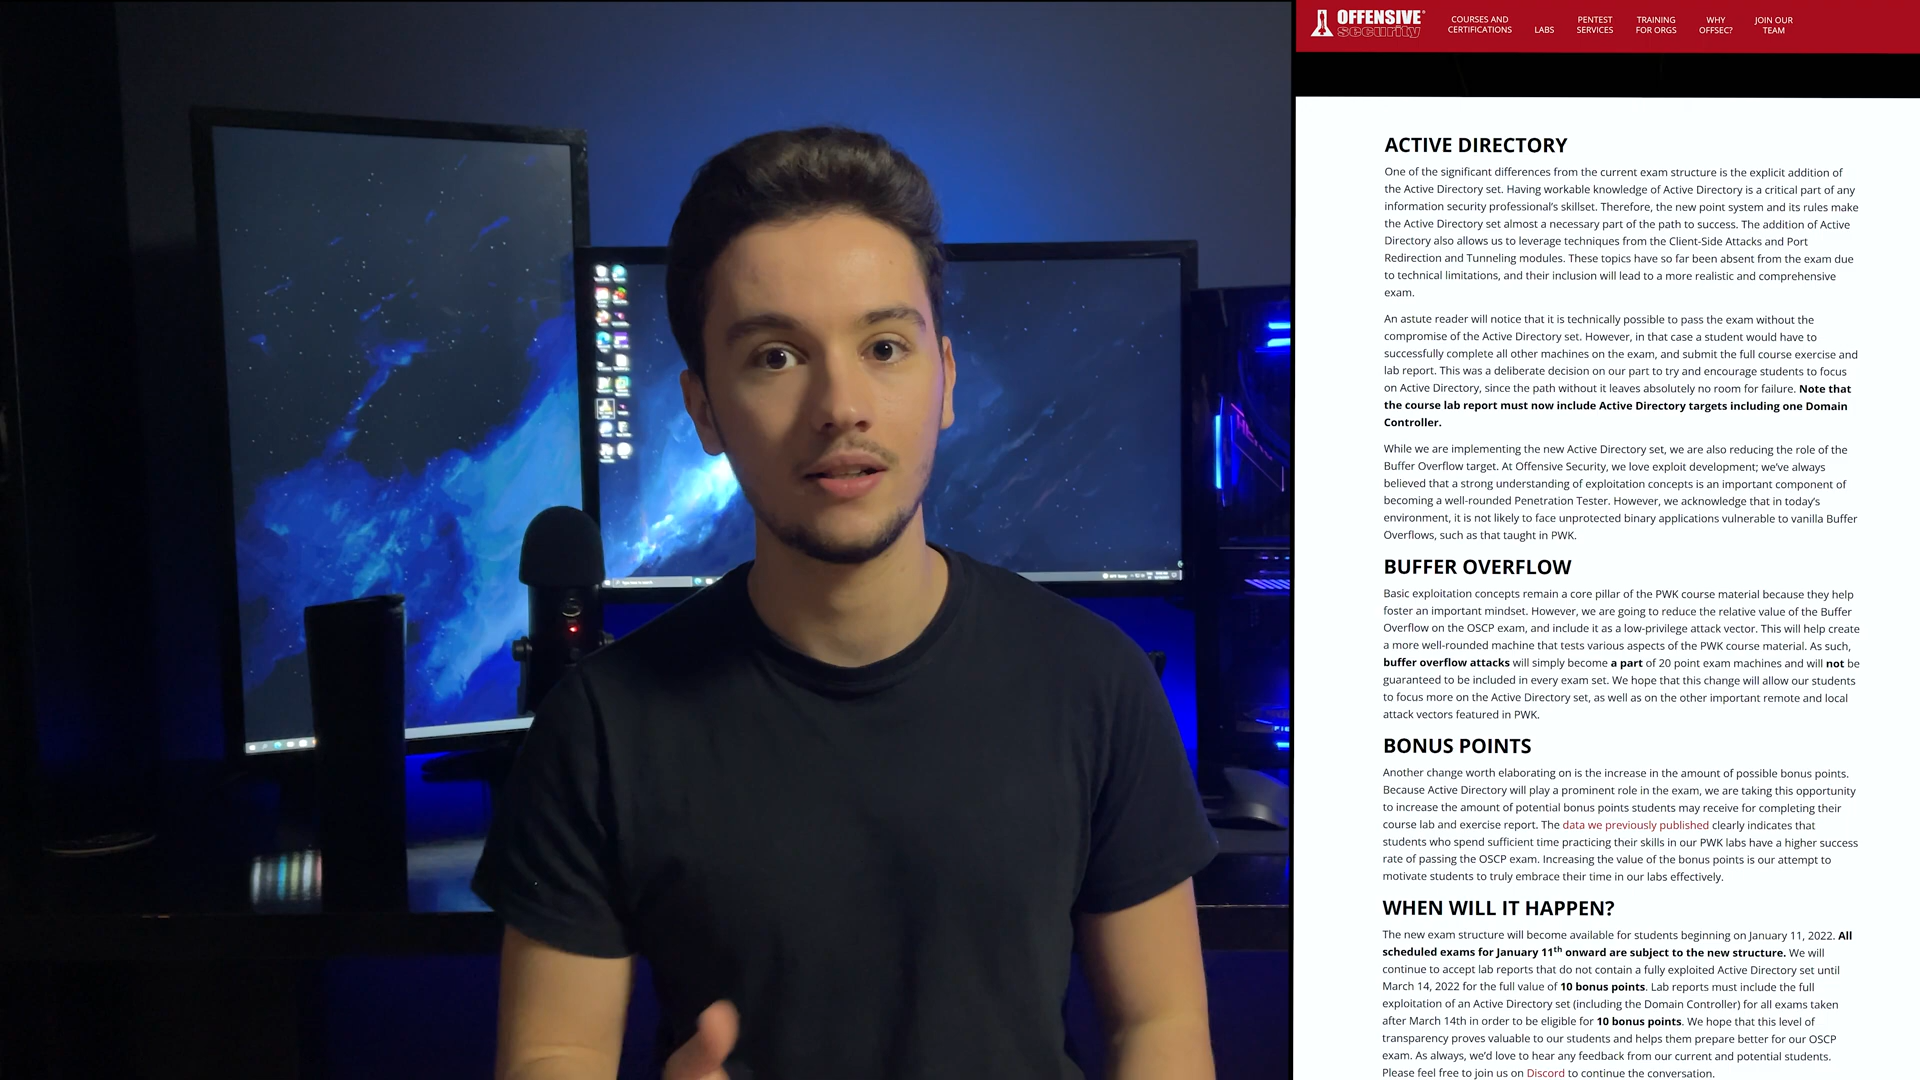 OFFENSIVE
security
COURSES AND
CERTIFICATIONS
LABS
PENTEST
SERVICES
TRAINING
FOR ORGS
WHY
OFFSEC?
JOIN OUR
TEAM
ACTIVE DIRECTORY
One of the significant differences from the current exam structure is the explicit addition of
the Active Directory set. Having workable knowledge of Active Directory is a critical part of any
information security professional's skillset. Therefore, the new point system and its rules make
the Active Directory set almost a necessary part of the path to success. The addition of Active
Directory also allows us to leverage techniques from the Client-Side Attacks and Port
Redirection and Tunneling modules. These topics have so far been absent from the exam due
to technical limitations, and their inclusion will lead to a more realistic and comprehensive
exam.
An astute reader will notice that it is technically possible to pass the exam without the
compromise of the Active Directory set. However, in that case a student would have to
successfully complete all other machines on the exam, and submit the full course exercise and
lab report. This was a deliberate decision on our part to try and encourage students to focus
on Active Directory, since the path without it leaves absolutely no room for failure. Note that
the course lab report must now include Active Directory targets including one Domain
Controller.
While we are implementing the new Active Directory set, we are also reducing the role of the
Buffer Overflow target. At Offensive Security, we love exploit development; we've always
believed that a strong understanding of exploitation concepts is an important component of
becoming a well-rounded Penetration Tester. However, we acknowledge that in today's
environment, it is not likely to face unprotected binary applications vulnerable to vanilla Buffer
Overflows, such as that taught in PWK.
BUFFER OVERFLOW
Basic exploitation concepts remain a core pillar of the PWK course material because they help
foster an important mindset. However, we are going to reduce the relative value of the Buffer
Overflow on the OSCP exam, and include it as a low-privilege attack vector. This will help create
a more well-rounded machine that tests various aspects of the PWK course material. As such,
buffer overflow attacks will simply become a part of 20 point exam machines and will not be
guaranteed to be included in every exam set. We hope that this change will allow our students
to focus more on the Active Directory set, as well as on the other important remote and local
attack vectors featured in PWK.
BONUS POINTS
Another change worth elaborating on is the increase in the amount of possible bonus points.
Because Active Directory will play a prominent role in the exam, we are taking this opportunity
to increase the amount of potential bonus points students may receive for completing their
course lab and exercise report. The data we previously published clearly indicates that
students who spend sufficient time practicing their skills in our PWK labs have a higher success
rate of passing the OSCP exam. Increasing the value of the bonus points is our attempt to
motivate students to truly embrace their time in our labs effectively.
WHEN WILL IT HAPPEN?
The new exam structure will become available for students beginning on January 11, 2022. All
scheduled exams for January 11th onward are subject to the new structure. We will
continue to accept lab reports that do not contain a fully exploited Active Directory set until
March 14, 2022 for the full value of 10 bonus points. Lab reports must include the full
exploitation of an Active Directory set (including the Domain Controller) for all exams taken
after March 14th in order to be eligible for 10 bonus points. We hope that this level of
transparency proves valuable to our students and helps them prepare better for our OSCP
exam. As always, we'd love to hear any feedback from our current and potential students.
Please feel free to join us on Discord to continue the conversation.